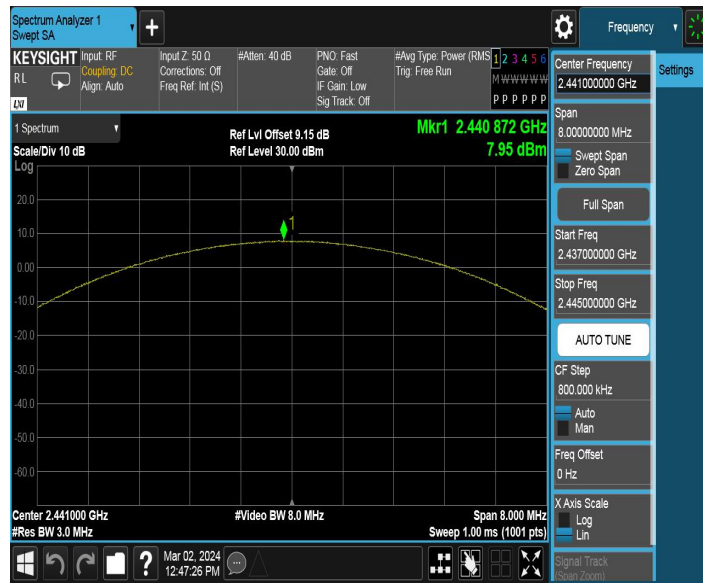 Spectrum Analyzer 1
Swept SA
+
Frequency
KEYSIGHT
RL
LXI
Input: RF
Coupling: DC
Align: Auto
Input Z: 50 Ω
Corrections: Off
Freq Ref: Int (S)
#Atten: 40 dB
PNO: Fast
Gate: Off
IF Gain: Low
Sig Track: Off
#Avg Type: Power (RMS
Trig: Free Run
1 2 3 4 5 6
M W W W W W
P P P P P P
1 Spectrum
Scale/Div 10 dB
Log
Ref Lvl Offset 9.15 dB
Ref Level 30.00 dBm
Mkr1 2.440 872 GHz
7.95 dBm
20.0
10.0
0.00
-10.0
-20.0
-30.0
-40.0
-50.0
-60.0
1
Center 2.441000 GHz
#Res BW 3.0 MHz
#Video BW 8.0 MHz
Span 8.000 MHz
Sweep 1.00 ms (1001 pts)
Center Frequency
2.441000000 GHz
Span
8.00000000 MHz
Swept Span
Zero Span
Full Span
Start Freq
2.437000000 GHz
Stop Freq
2.445000000 GHz
AUTO TUNE
CF Step
800.000 kHz
Auto
Man
Freq Offset
0 Hz
X Axis Scale
Log
Lin
Signal Track
(Span Zoom)
Settings
?
Mar 02, 2024
12:47:26 PM